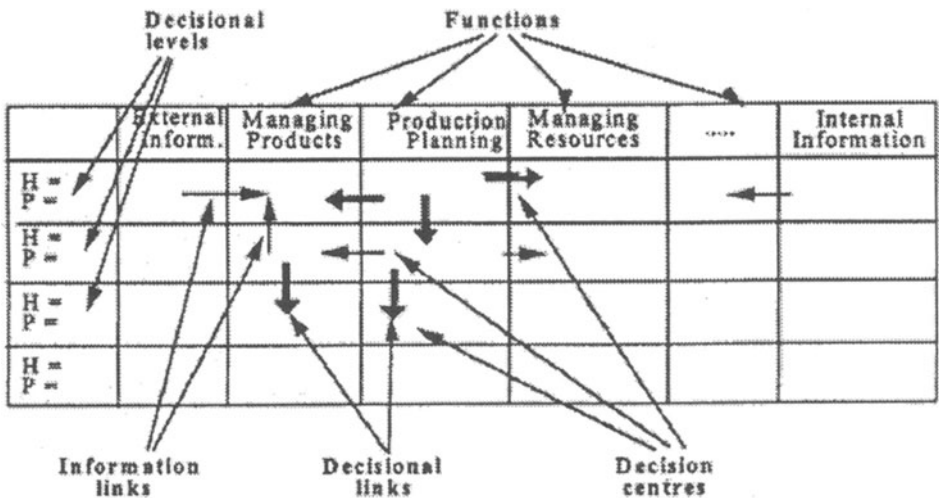 Decisional
levels
Functions
External
Inform.
Managing
Products
Production
Planning
Managing
Resources
....
Internal
Information
H =
P =
H =
P =
H =
P =
H =
P =
Information
links
Decisional
links
Decision
centres